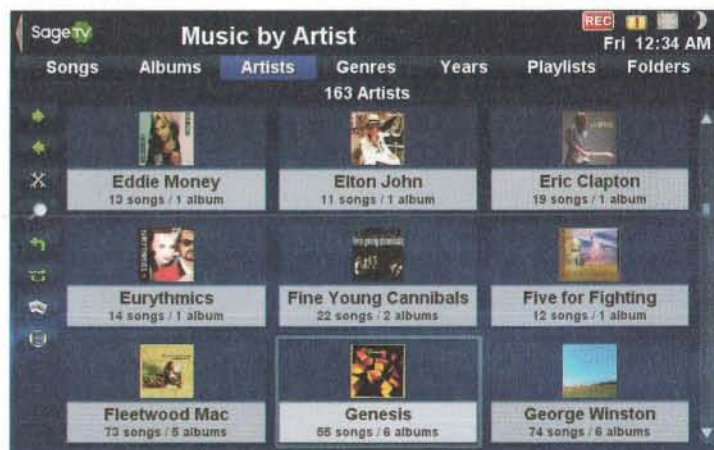 SageTV
Music by Artist
REC
Fri 12:34 AM
Songs Albums Artists Genres Years Playlists Folders
163 Artists
Eddie Money Elton John Eric Clapton
13 songs / 1 album 11 songs / 1 album 19 songs / 1 album
Eurythmics Fine Young Cannibals Five for Fighting
14 songs / 1 album 22 songs / 2 albums 12 songs / 1 album
Fleetwood Mac Genesis George Winston
73 songs / 5 albums 55 songs / 6 albums 74 songs / 6 albums